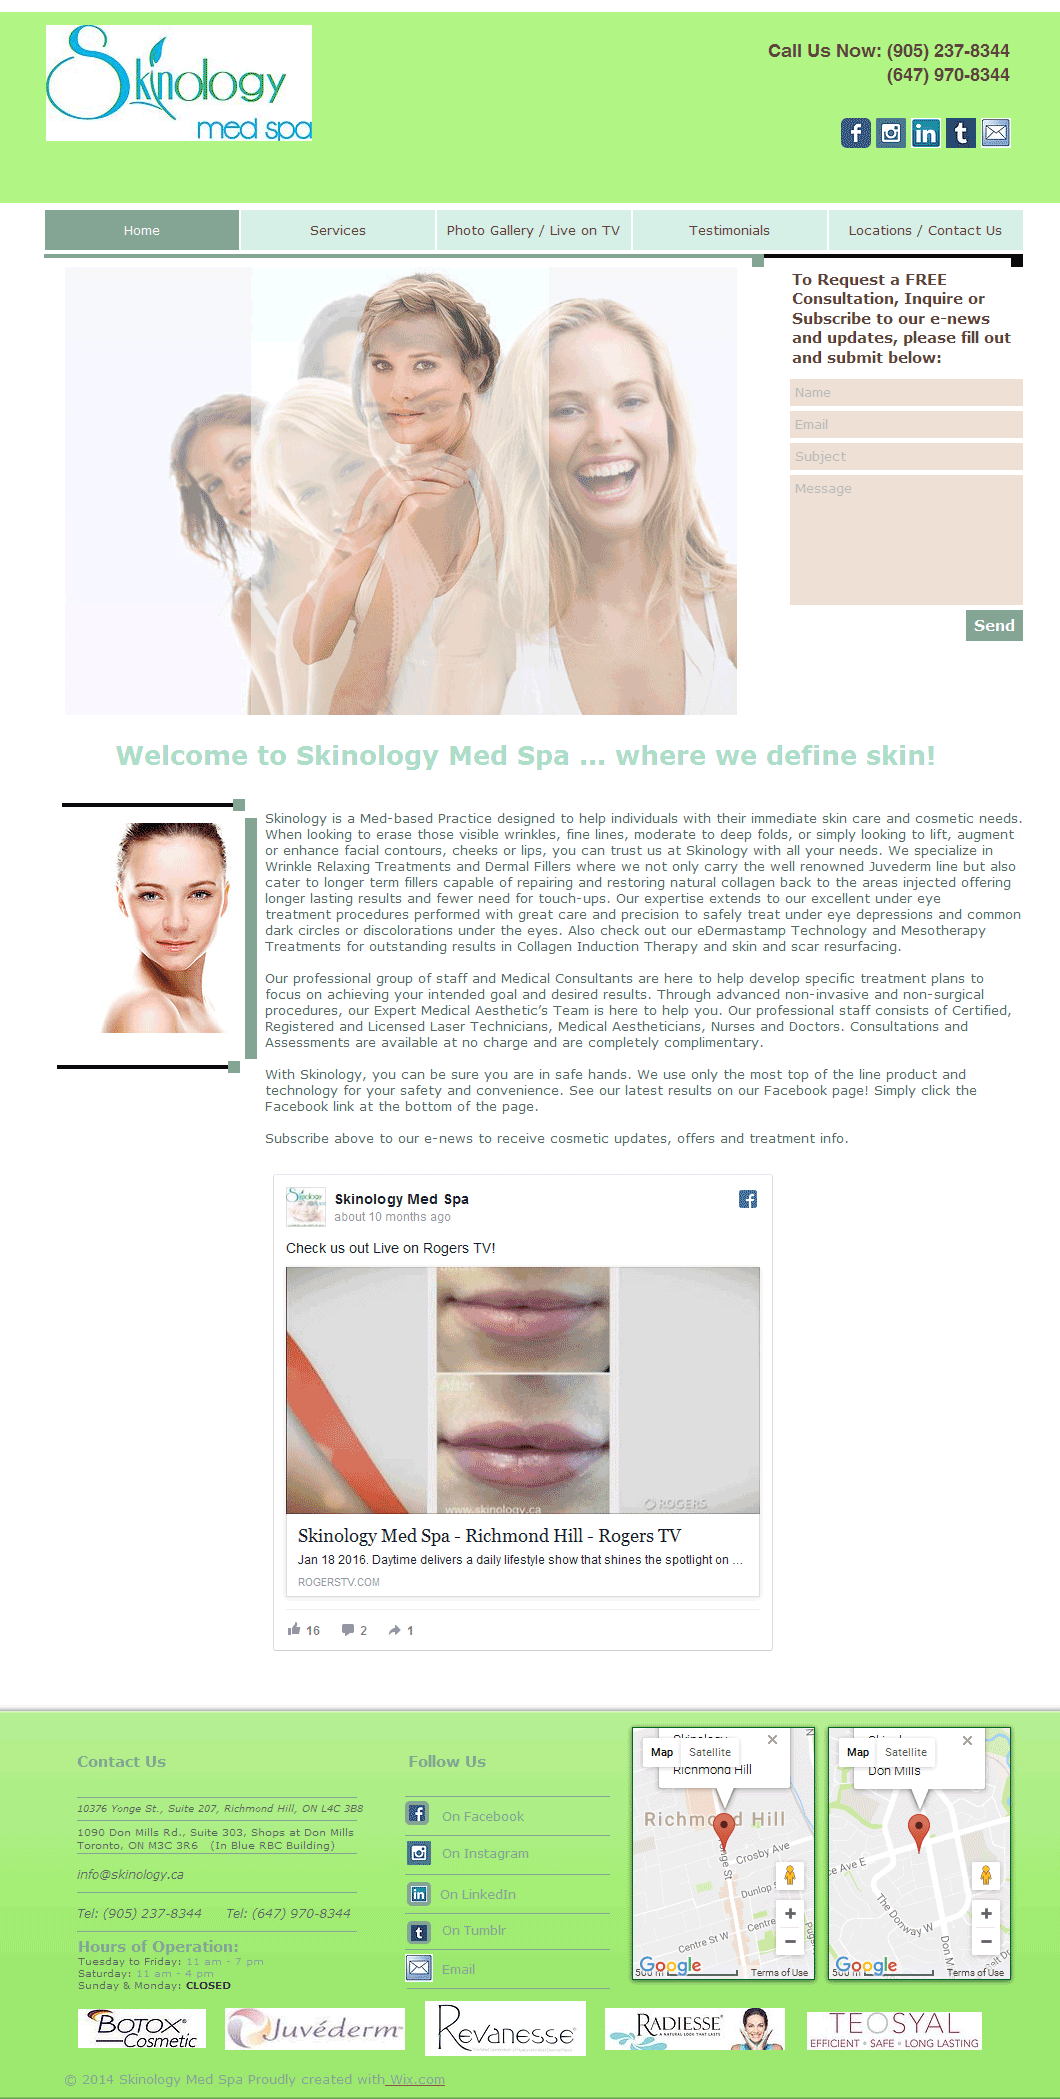 Skinology
med spa
Call Us Now: (905) 237-8344
(647) 970-8344
Home
Services
Photo Gallery / Live on TV
Testimonials
Locations / Contact Us
To Request a FREE
Consultation, Inquire or
Subscribe to our e-news
and updates, please fill out
and submit below:
Name
Email
Subject
Message
Send
Welcome to Skinology Med Spa ... where we define skin!
Skinology is a Med-based Practice designed to help individuals with their immediate skin care and cosmetic needs.
When looking to erase those visible wrinkles, fine lines, moderate to deep folds, or simply looking to lift, augment
or enhance facial contours, cheeks or lips, you can trust us at Skinology with all your needs. We specialize in
Wrinkle Relaxing Treatments and Dermal Fillers where we not only carry the well renowned Juvederm line but also
cater to longer term fillers capable of repairing and restoring natural collagen back to the areas injected offering
longer lasting results and fewer need for touch-ups. Our expertise extends to our excellent under eye
treatment procedures performed with great care and precision to safely treat under eye depressions and common
dark circles or discolorations under the eyes. Also check out our eDermastamp Technology and Mesotherapy
Treatments for outstanding results in Collagen Induction Therapy and skin and scar resurfacing.
Our professional group of staff and Medical Consultants are here to help develop specific treatment plans to
focus on achieving your intended goal and desired results. Through advanced non-invasive and non-surgical
procedures, our Expert Medical Aesthetic's Team is here to help you. Our professional staff consists of Certified,
Registered and Licensed Laser Technicians, Medical Aestheticians, Nurses and Doctors. Consultations and
Assessments are available at no charge and are completely complimentary.
With Skinology, you can be sure you are in safe hands. We use only the most top of the line product and
technology for your safety and convenience. See our latest results on our Facebook page! Simply click the
Facebook link at the bottom of the page.
Subscribe above to our e-news to receive cosmetic updates, offers and treatment info.
Skinology Med Spa
about 10 months ago
Check us out Live on Rogers TV!
After
www.skinology.ca
ROGERS
Skinology Med Spa - Richmond Hill - Rogers TV
Jan 18 2016. Daytime delivers a daily lifestyle show that shines the spotlight on ...
ROGERSTV.COM
16 2 1
Contact Us
10376 Yonge St., Suite 207, Richmond Hill, ON L4C 3B8
1090 Don Mills Rd., Suite 303, Shops at Don Mills
Toronto, ON M3C 3R6 (In Blue RBC Building)
info@skinology.ca
Tel: (905) 237-8344 Tel: (647) 970-8344
Hours of Operation:
Tuesday to Friday: 11 am - 7 pm
Saturday: 11 am - 4 pm
Sunday & Monday: CLOSED
Follow Us
On Facebook
On Instagram
On LinkedIn
On Tumblr
Email
Map Satellite
Richmond Hill
Richmond Hill
Crosby Ave
Yonge St
Dunlop
Centre St W
Centre
Google
500 m Terms of Use
Map Satellite
Don Mills
ce Ave E
The Donway W
Don M
Google
500 m Terms of Use
BOTOX®
Cosmetic
Juvéderm™
REVANESSE®
RADIESSE®
A NATURAL LOOK THAT LASTS
TEOSYAL
EFFICIENT • SAFE • LONG LASTING
© 2014 Skinology Med Spa Proudly created with Wix.com